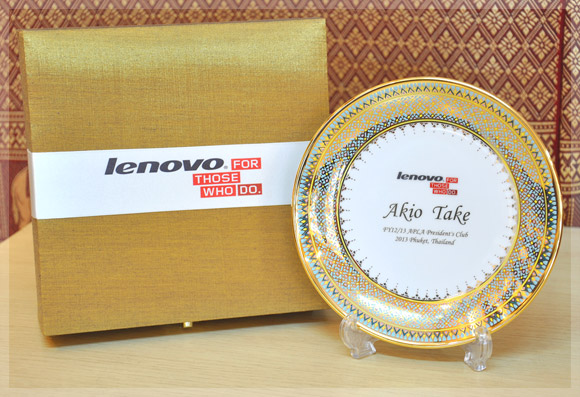 lenovo. FOR
THOSE
WHO DO.
lenovo. FOR
THOSE
WHO DO.
Akio Take
FY12/13 APLA President's Club
2013 Phuket, Thailand